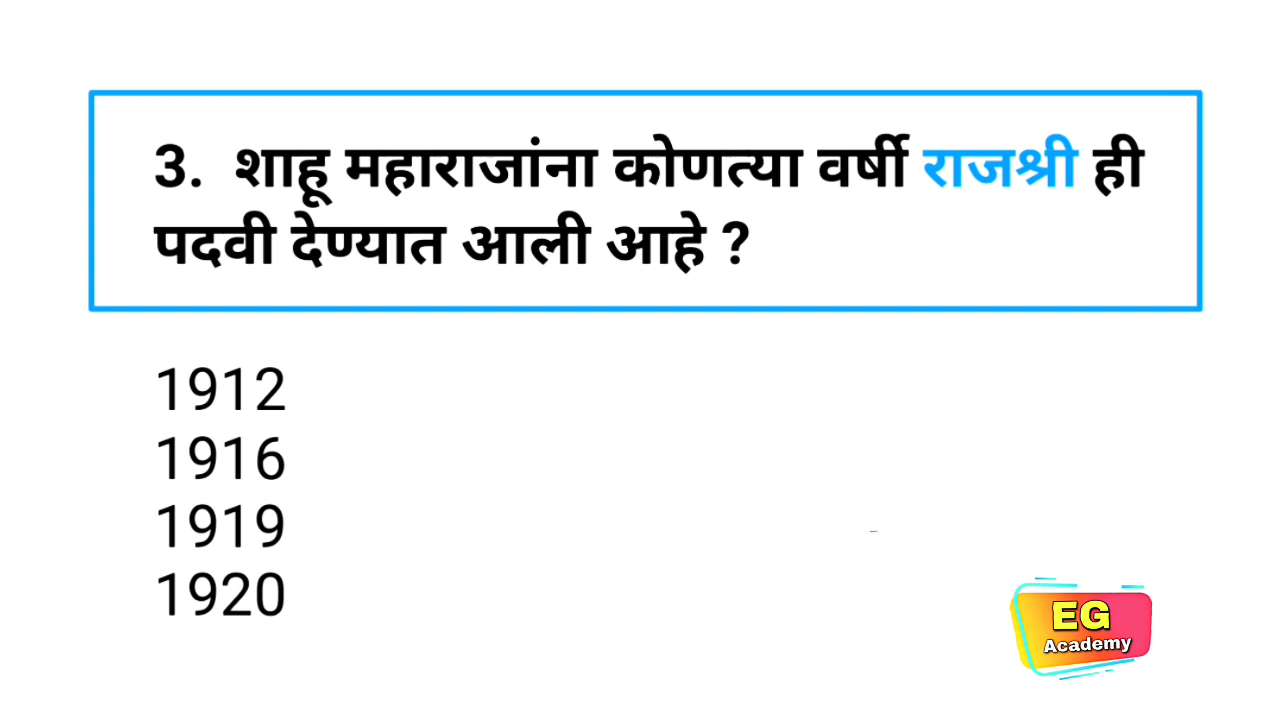 3. शाहू महाराजांना कोणत्या वर्षी राजश्री ही
पदवी देण्यात आली आहे ?
1912
1916
1919
1920
EG
Academy